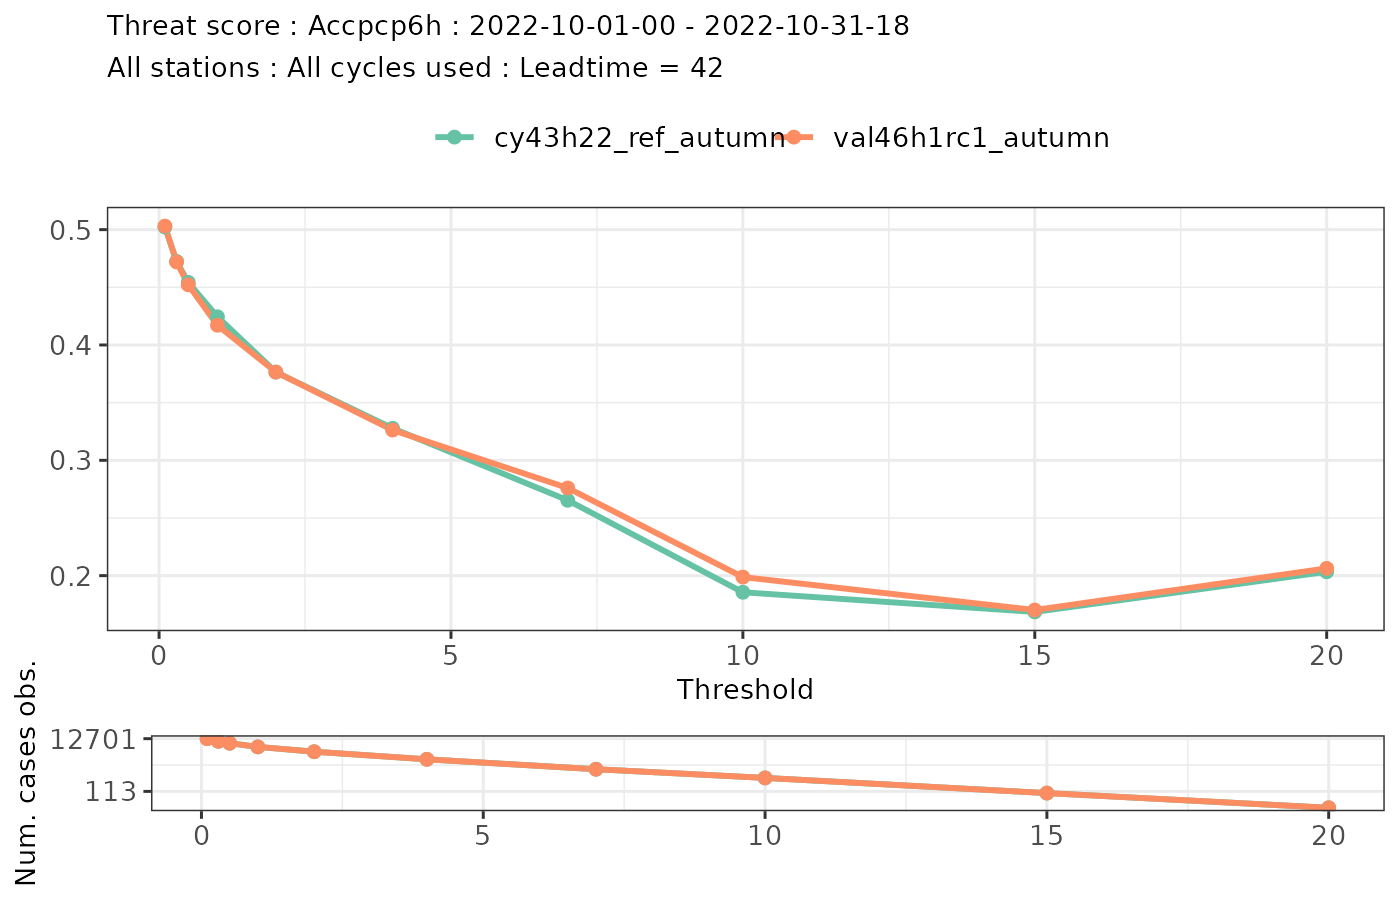 Threat score : Accpcp6h : 2022-10-01-00 - 2022-10-31-18
All stations : All cycles used : Leadtime = 42
cy43h22_ref_autumn val46h1rc1_autumn
0.5
0.4
0.3
0.2
0 5 10 15 20
Threshold
Num. cases obs.
12701
113
0 5 10 15 20